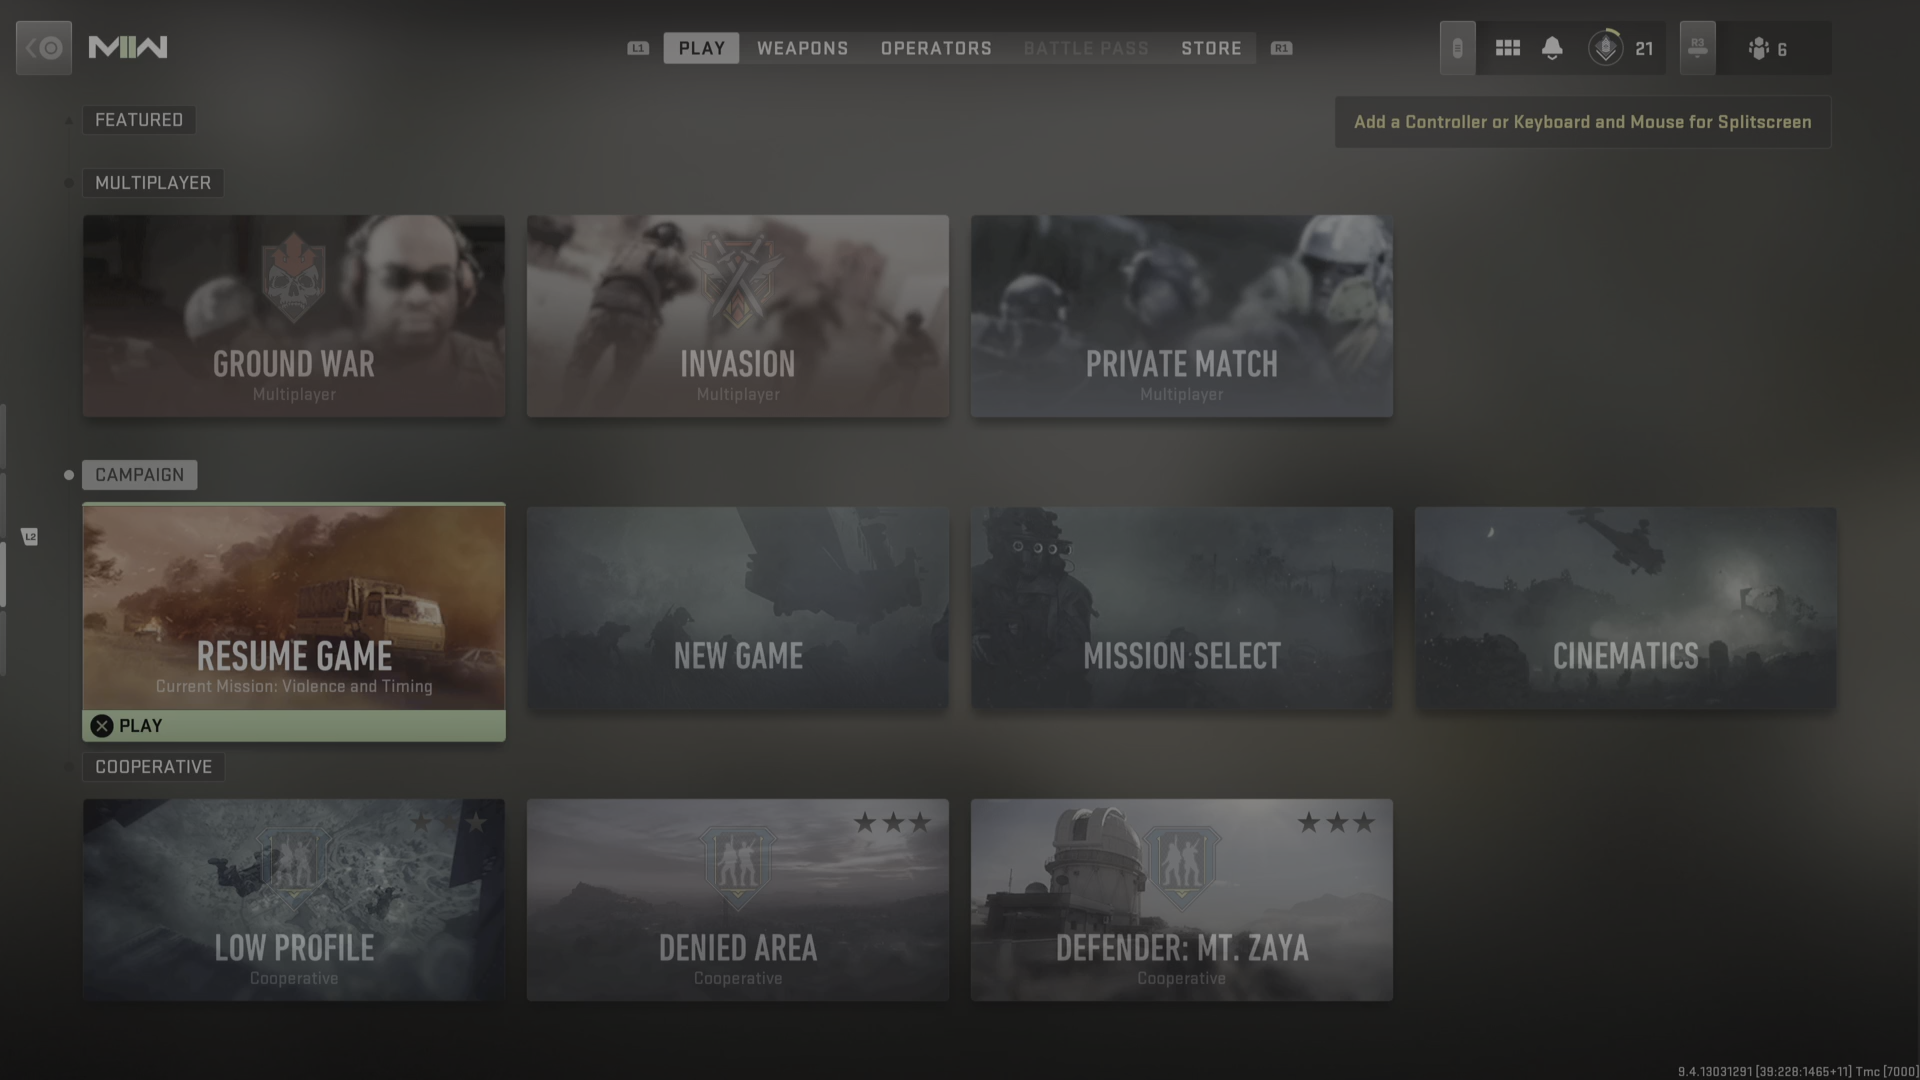 MW
L1
PLAY
WEAPONS
OPERATORS
BATTLE PASS
STORE
R1
21
R3
6
FEATURED
Add a Controller or Keyboard and Mouse for Splitscreen
MULTIPLAYER
GROUND WAR
Multiplayer
INVASION
Multiplayer
PRIVATE MATCH
Multiplayer
CAMPAIGN
L2
RESUME GAME
Current Mission: Violence and Timing
PLAY
NEW GAME
MISSION SELECT
CINEMATICS
COOPERATIVE
LOW PROFILE
Cooperative
DENIED AREA
Cooperative
DEFENDER: MT. ZAYA
Cooperative
9.4.13031291 [39:228:1465+11] Tmc [7000]